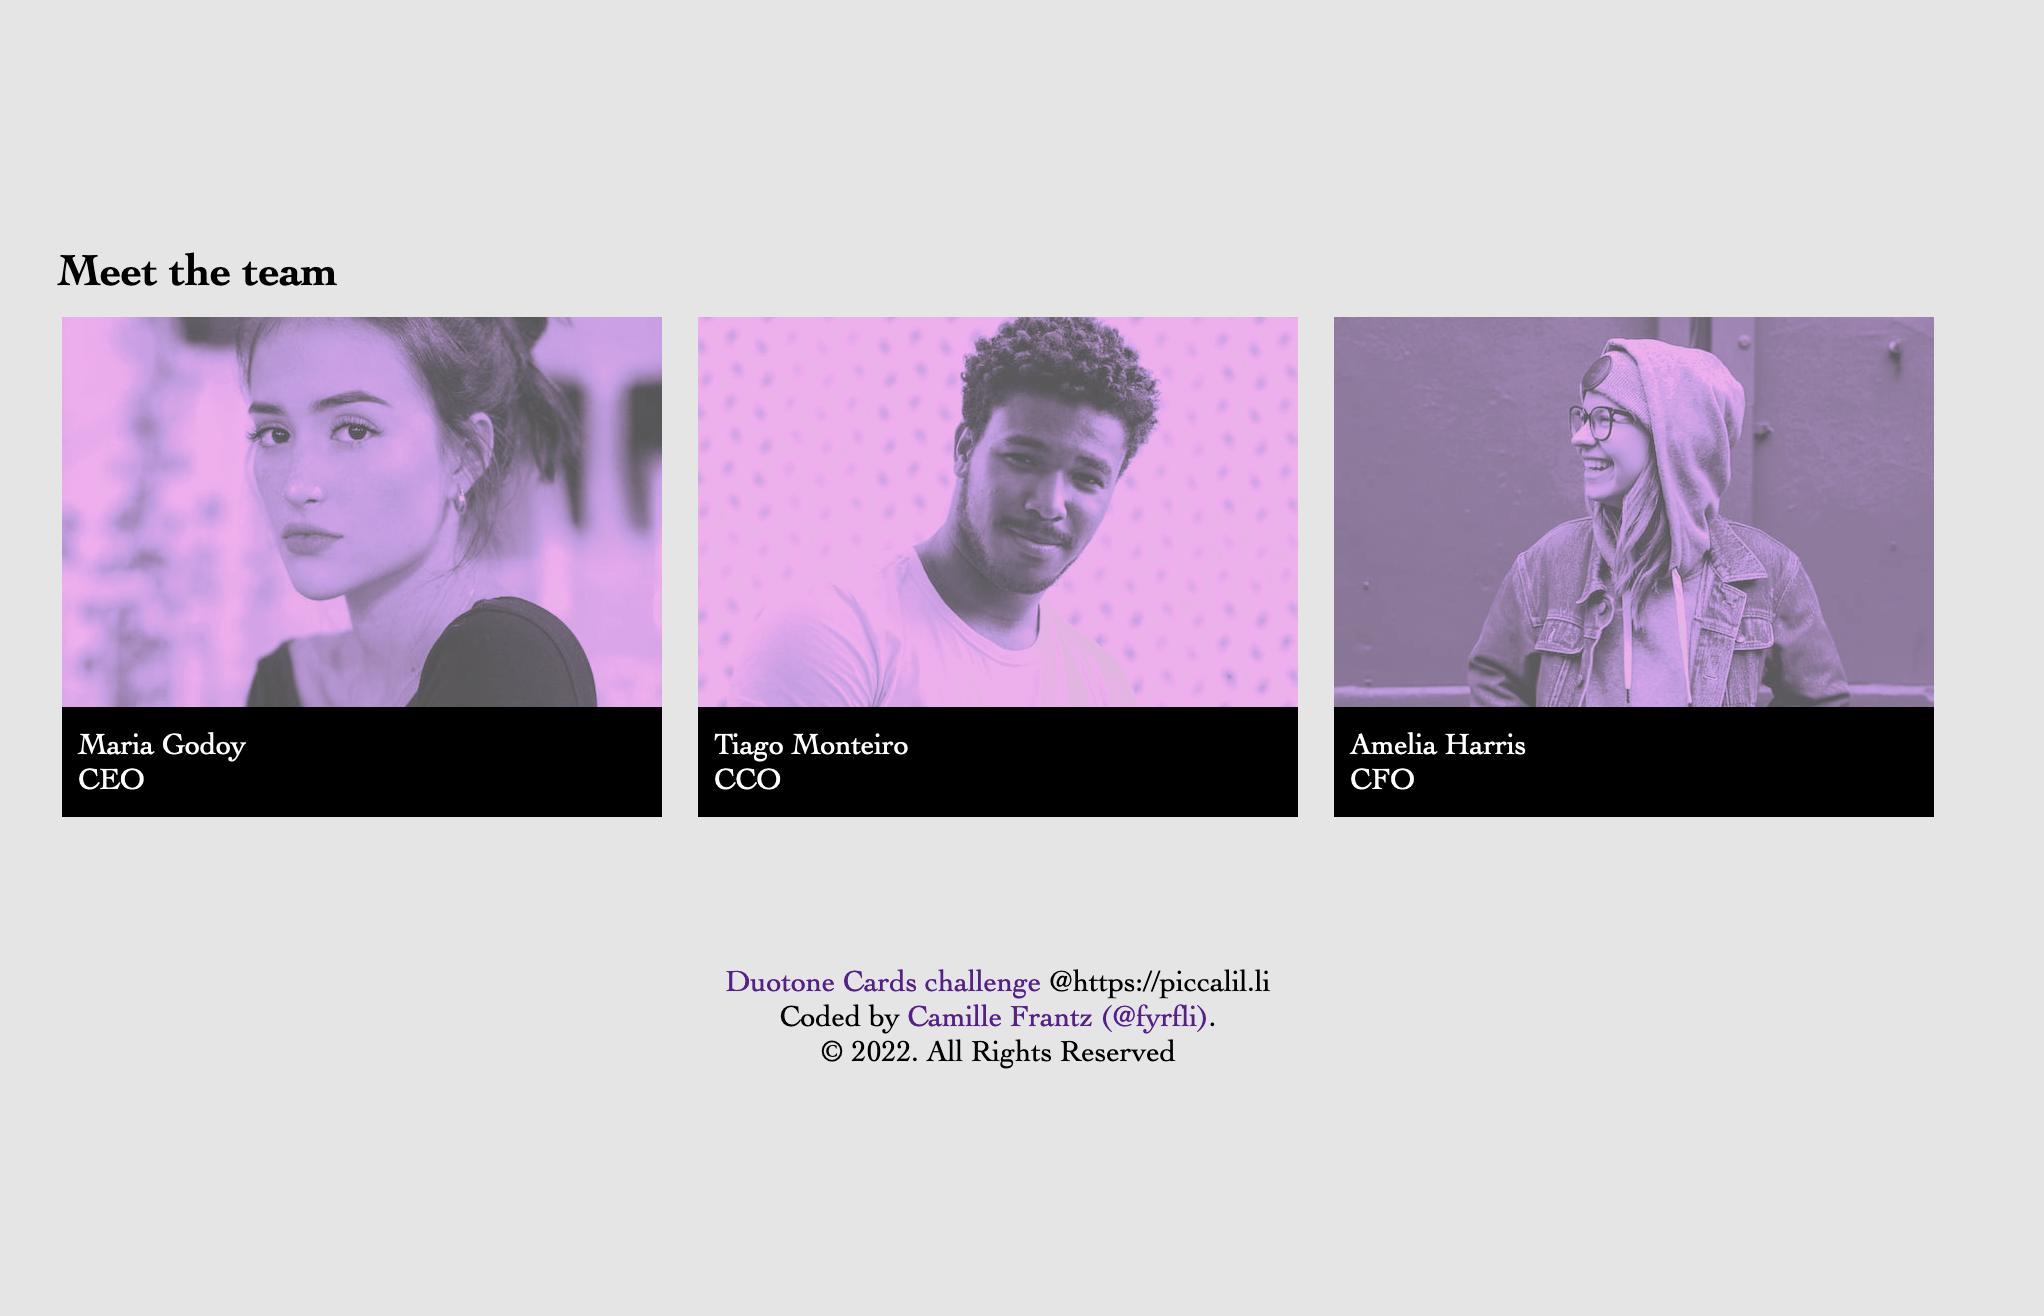 Meet the team
Maria Godoy
CEO
Tiago Monteiro
CCO
Amelia Harris
CFO
Duotone Cards challenge @https://piccalil.li
Coded by Camille Frantz (@fyrfli).
© 2022. All Rights Reserved